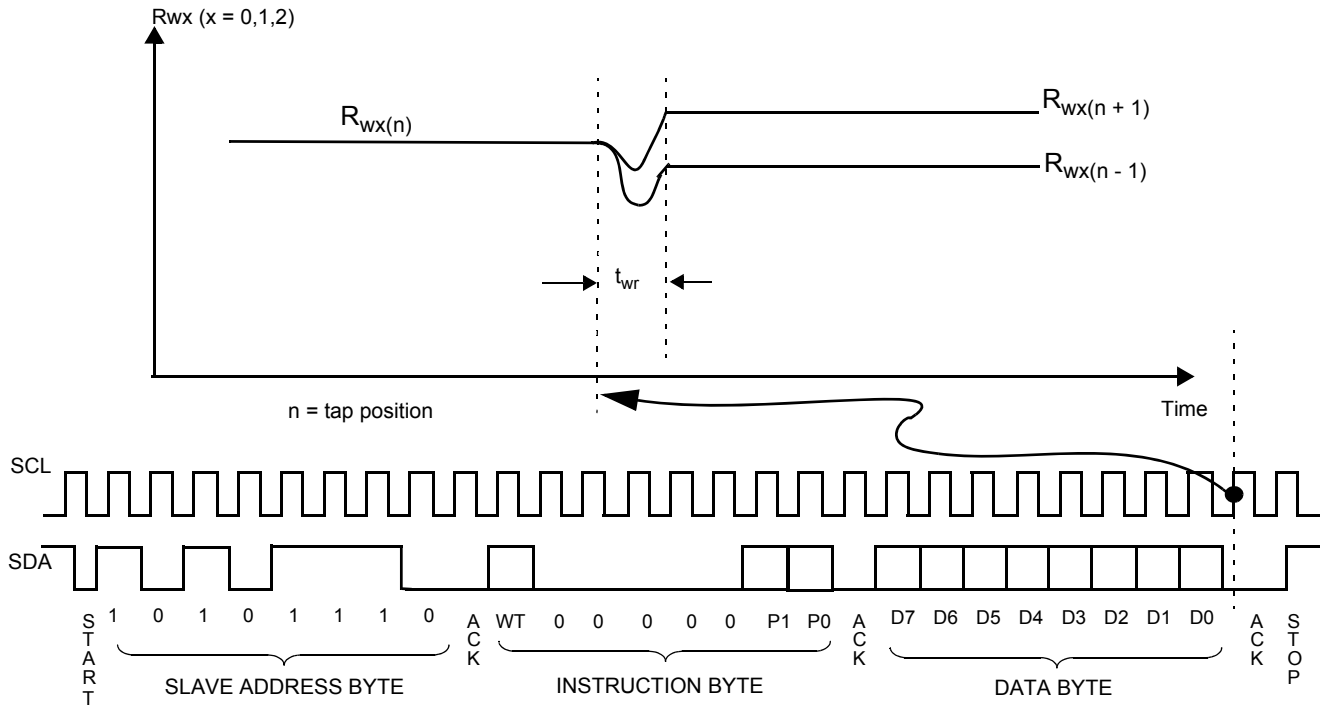 Rwx (x = 0,1,2)
Rwx(n)
Rwx(n + 1)
Rwx(n - 1)
twr
n = tap position
Time
SCL
SDA
START 1 0 1 0 1 1 1 0 ACK WT 0 0 0 0 0 P1 P0 ACK D7 D6 D5 D4 D3 D2 D1 D0 ACK STOP
SLAVE ADDRESS BYTE INSTRUCTION BYTE DATA BYTE